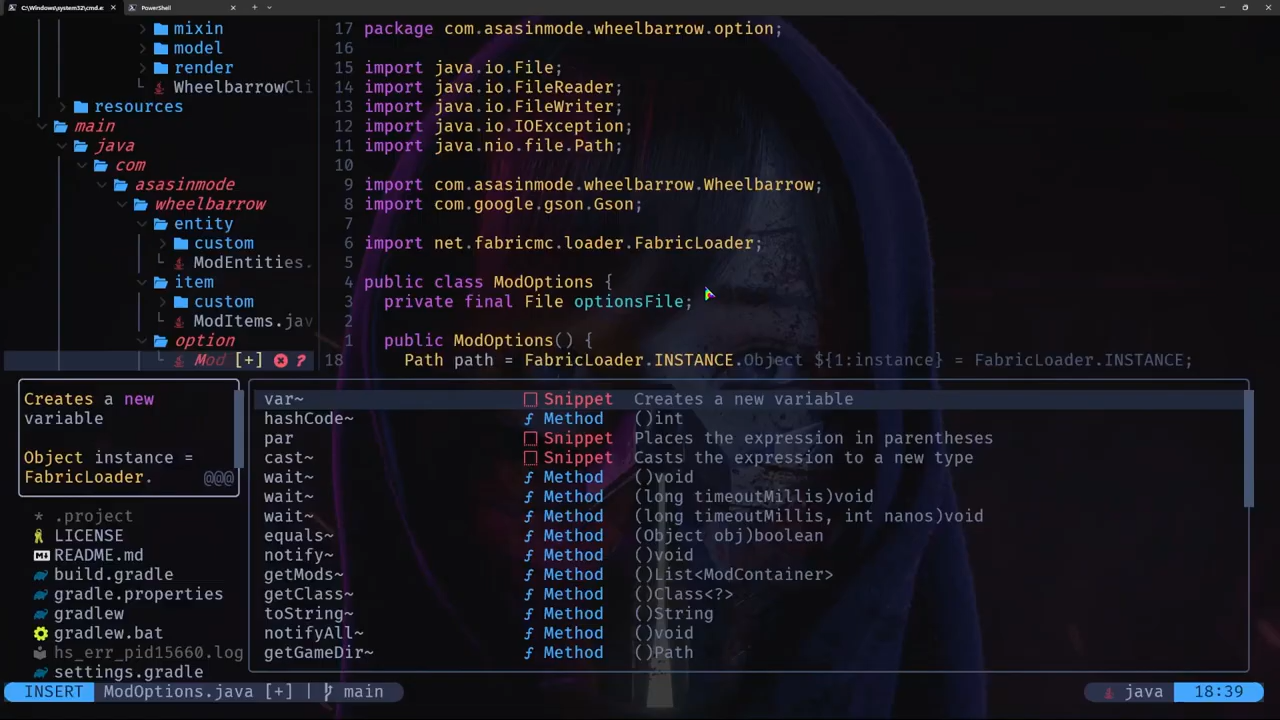 C:\Windows\system32\cmd.e
PowerShell
mixin
model
render
WheelbarrowCli
resources
main
java
com
asasinmode
wheelbarrow
entity
custom
ModEntities.
item
custom
ModItems.jav
option
Mod [+] ?
17 package com.asasinmode.wheelbarrow.option;
16
15 import java.io.File;
14 import java.io.FileReader;
13 import java.io.FileWriter;
12 import java.io.IOException;
11 import java.nio.file.Path;
10
9 import com.asasinmode.wheelbarrow.Wheelbarrow;
8 import com.google.gson.Gson;
7
6 import net.fabricmc.loader.FabricLoader;
5
4 public class ModOptions {
3 private final File optionsFile;
2
1 public ModOptions() {
18 Path path = FabricLoader.INSTANCE.Object ${1:instance} = FabricLoader.INSTANCE;
Creates a new
variable
Object instance =
FabricLoader. @@@
var~ Snippet Creates a new variable
hashCode~ Method ()int
par Snippet Places the expression in parentheses
cast~ Snippet Casts the expression to a new type
wait~ Method ()void
wait~ Method (long timeoutMillis)void
wait~ Method (long timeoutMillis, int nanos)void
equals~ Method (Object obj)boolean
notify~ Method ()void
getMods~ Method ()List<ModContainer>
getClass~ Method ()Class<?>
toString~ Method ()String
notifyAll~ Method ()void
getGameDir~ Method ()Path
* .project
LICENSE
README.md
build.gradle
gradle.properties
gradlew
gradlew.bat
hs_err_pid15660.log
settings.gradle
INSERT ModOptions.java [+] | main java 18:39